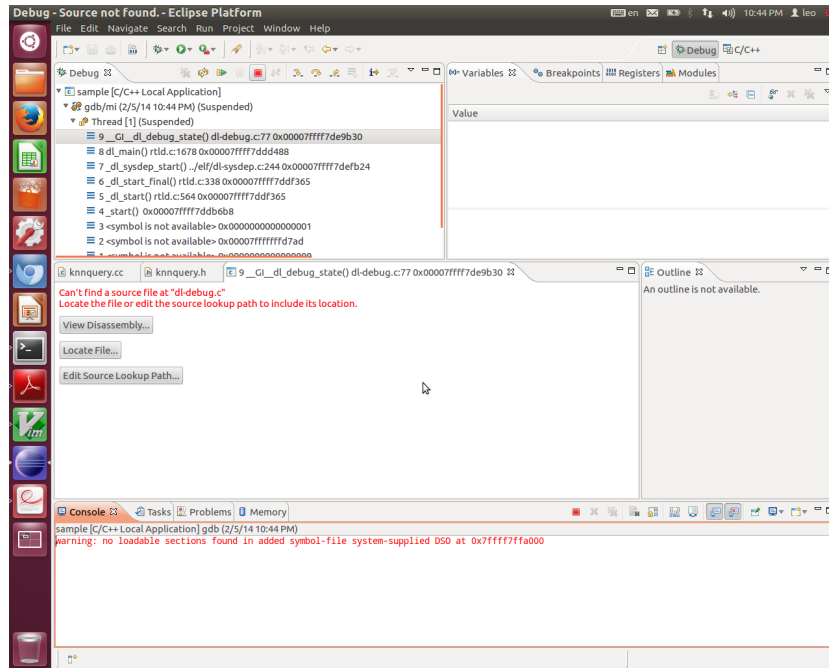 Debug - Source not found. - Eclipse Platform
en
10:44 PM
leo
File Edit Navigate Search Run Project Window Help
Debug
C/C++
Debug
sample [C/C++ Local Application]
gdb/mi (2/5/14 10:44 PM) (Suspended)
Thread [1] (Suspended)
9 __GI__dl_debug_state() dl-debug.c:77 0x00007ffff7de9b30
8 dl_main() rtld.c:1678 0x00007ffff7ddd488
7 _dl_sysdep_start() ../elf/dl-sysdep.c:244 0x00007ffff7defb24
6 _dl_start_final() rtld.c:338 0x00007ffff7ddf365
5 _dl_start() rtld.c:564 0x00007ffff7ddf365
4 _start() 0x00007ffff7ddb6b8
3 <symbol is not available> 0x0000000000000001
2 <symbol is not available> 0x00007fffffffd7ad
1 <symbol is not available> 0x0000000000000000
(x)= Variables
Breakpoints
Registers
Modules
Value
knnquery.cc
knnquery.h
9 __GI__dl_debug_state() dl-debug.c:77 0x00007ffff7de9b30
Can't find a source file at "dl-debug.c"
Locate the file or edit the source lookup path to include its location.
View Disassembly...
Locate File...
Edit Source Lookup Path...
Outline
An outline is not available.
Console
Tasks
Problems
Memory
sample [C/C++ Local Application] gdb (2/5/14 10:44 PM)
warning: no loadable sections found in added symbol-file system-supplied DSO at 0x7ffff7ffa000
Vim